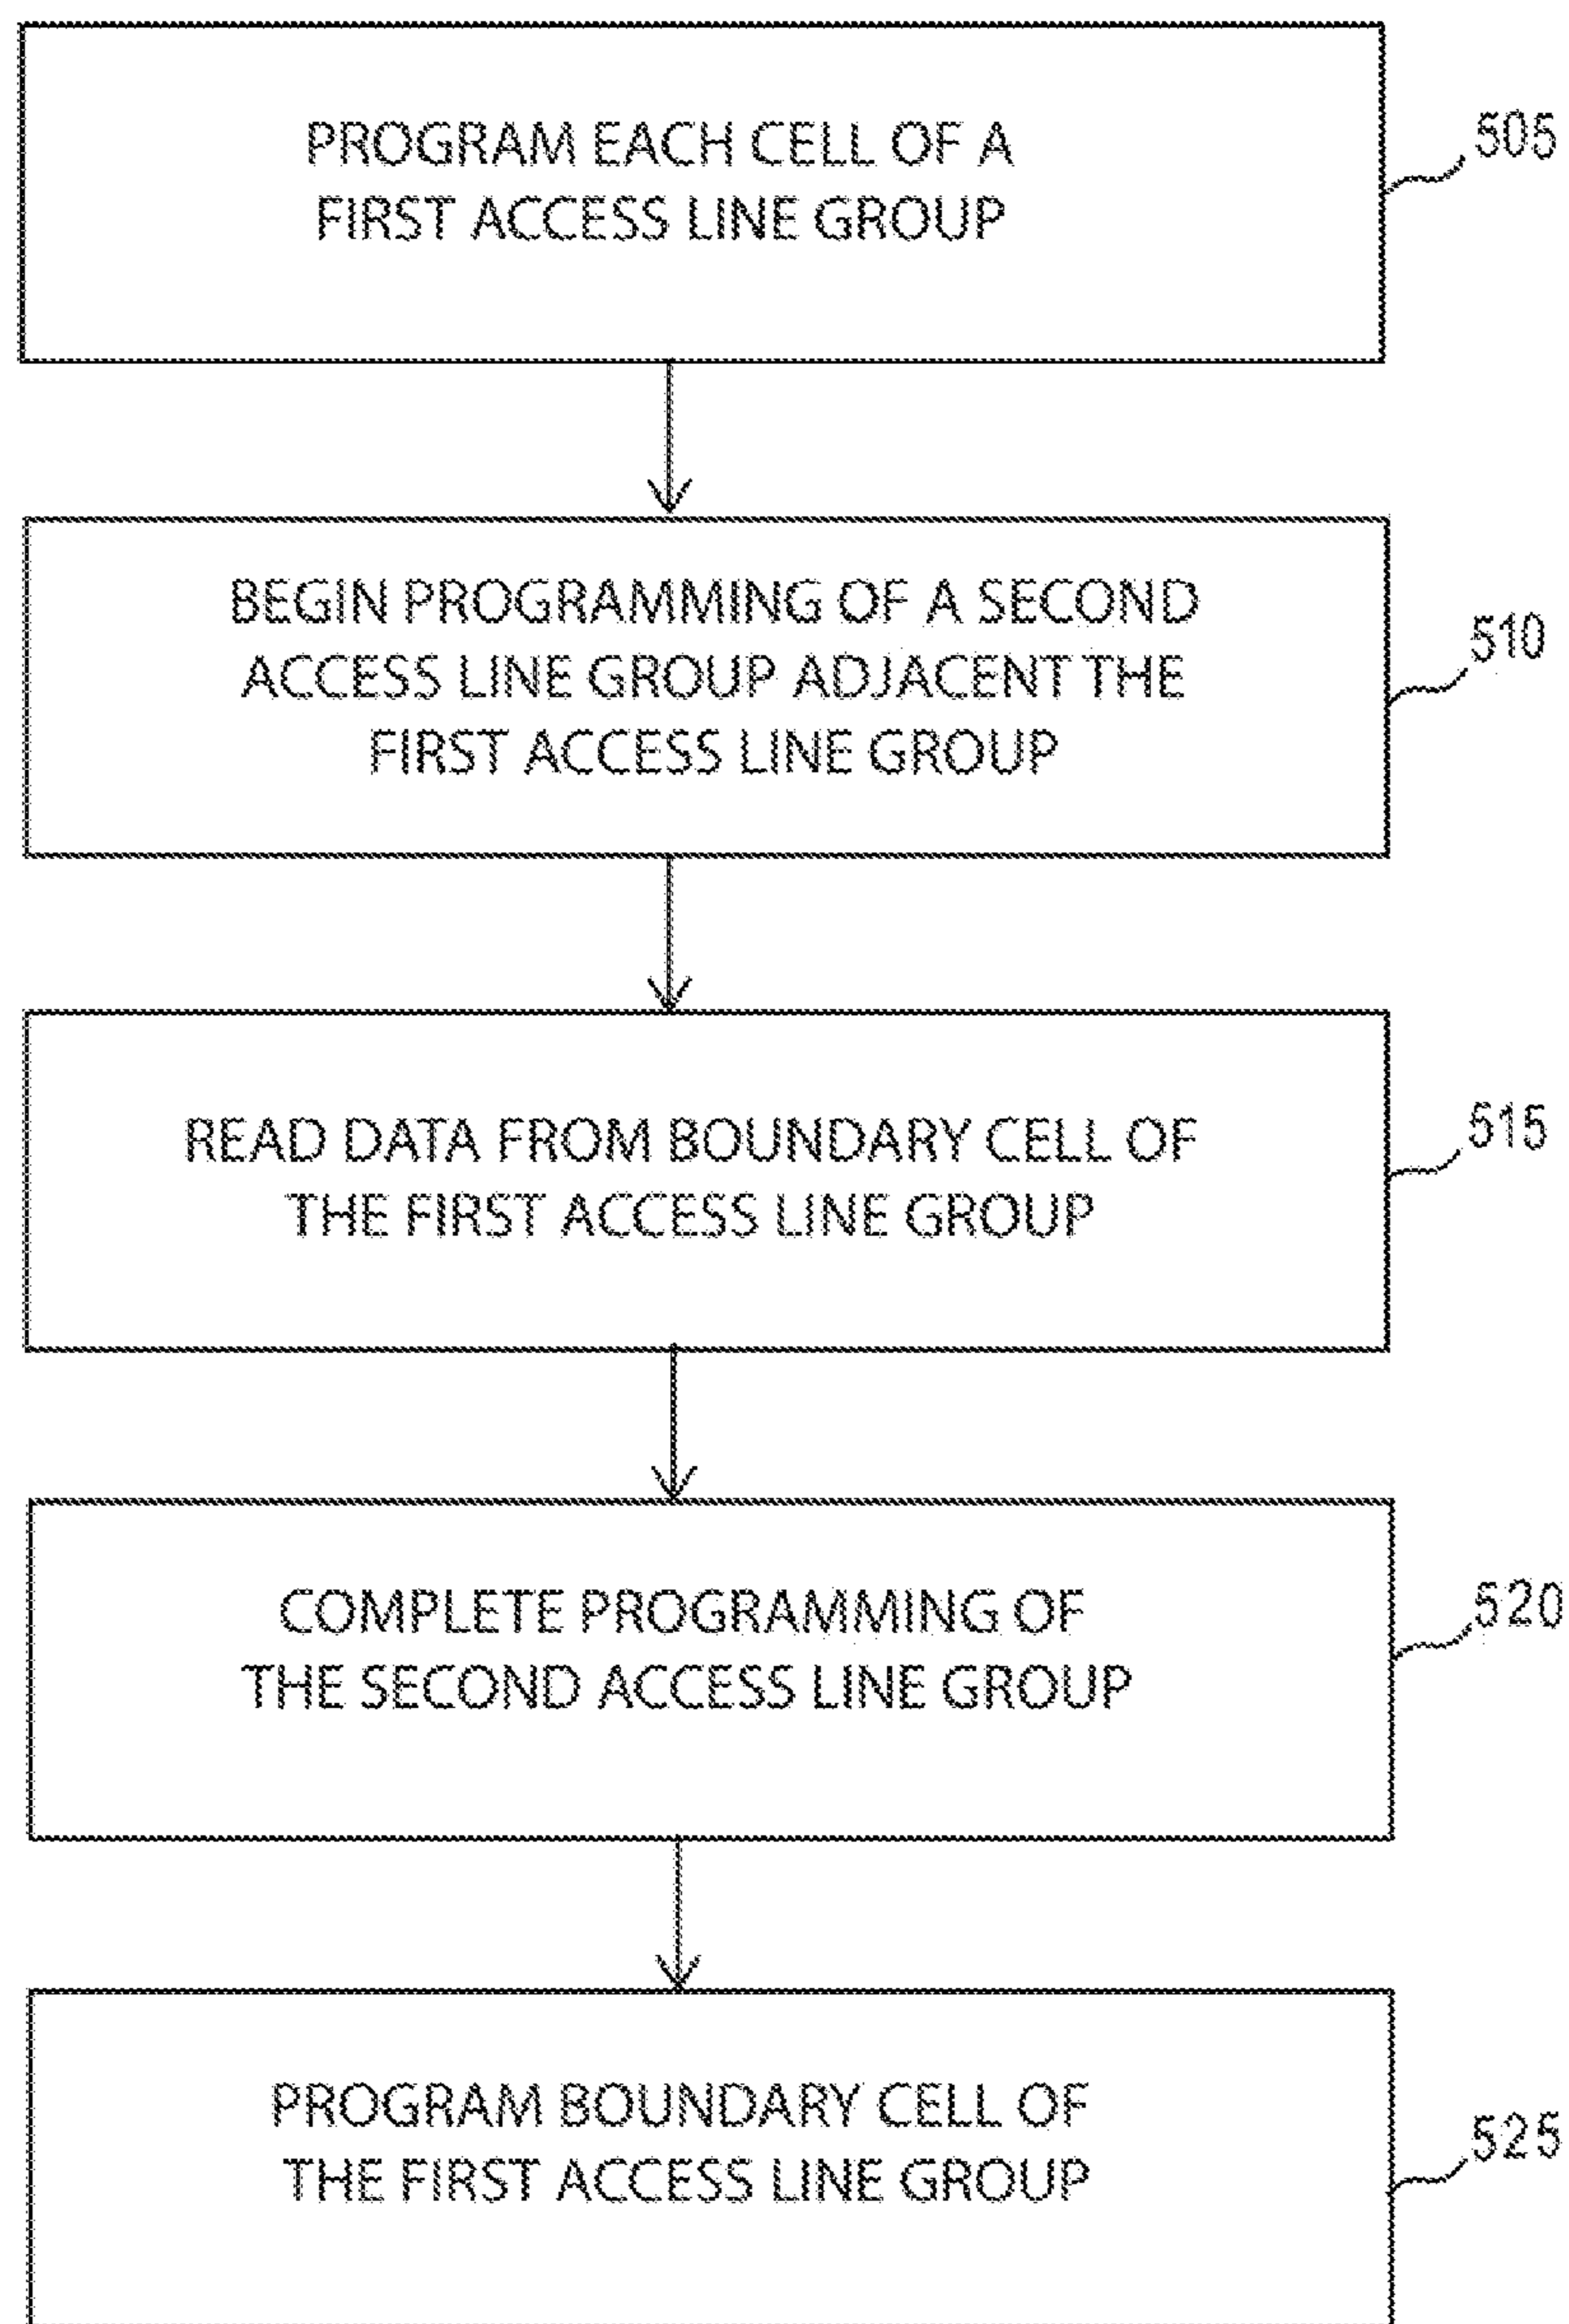 PROGRAM EACH CELL OF A
FIRST ACCESS LINE GROUP
505
BEGIN PROGRAMMING OF A SECOND
ACCESS LINE GROUP ADJACENT THE
FIRST ACCESS LINE GROUP
510
READ DATA FROM BOUNDARY CELL OF
THE FIRST ACCESS LINE GROUP
515
COMPLETE PROGRAMMING OF
THE SECOND ACCESS LINE GROUP
520
PROGRAM BOUNDARY CELL OF
THE FIRST ACCESS LINE GROUP
525